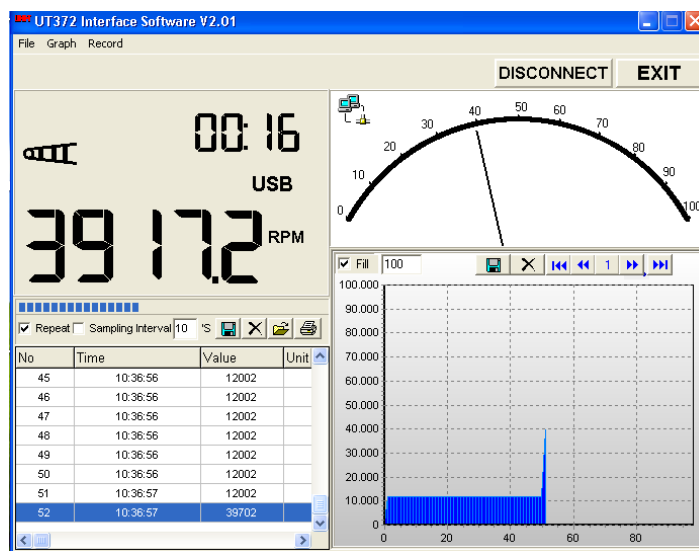 UT372 Interface Software V2.01
File Graph Record
DISCONNECT EXIT
00:16
USB
3917.2 RPM
0 10 20 30 40 50 60 70 80 90 100
Fill 100 1
Repeat Sampling Interval 10 'S
No Time Value Unit
45 10:36:56 12002
46 10:36:56 12002
47 10:36:56 12002
48 10:36:56 12002
49 10:36:56 12002
50 10:36:56 12002
51 10:36:57 12002
52 10:36:57 39702
100.000
90.000
80.000
70.000
60.000
50.000
40.000
30.000
20.000
10.000
0
0 20 40 60 80